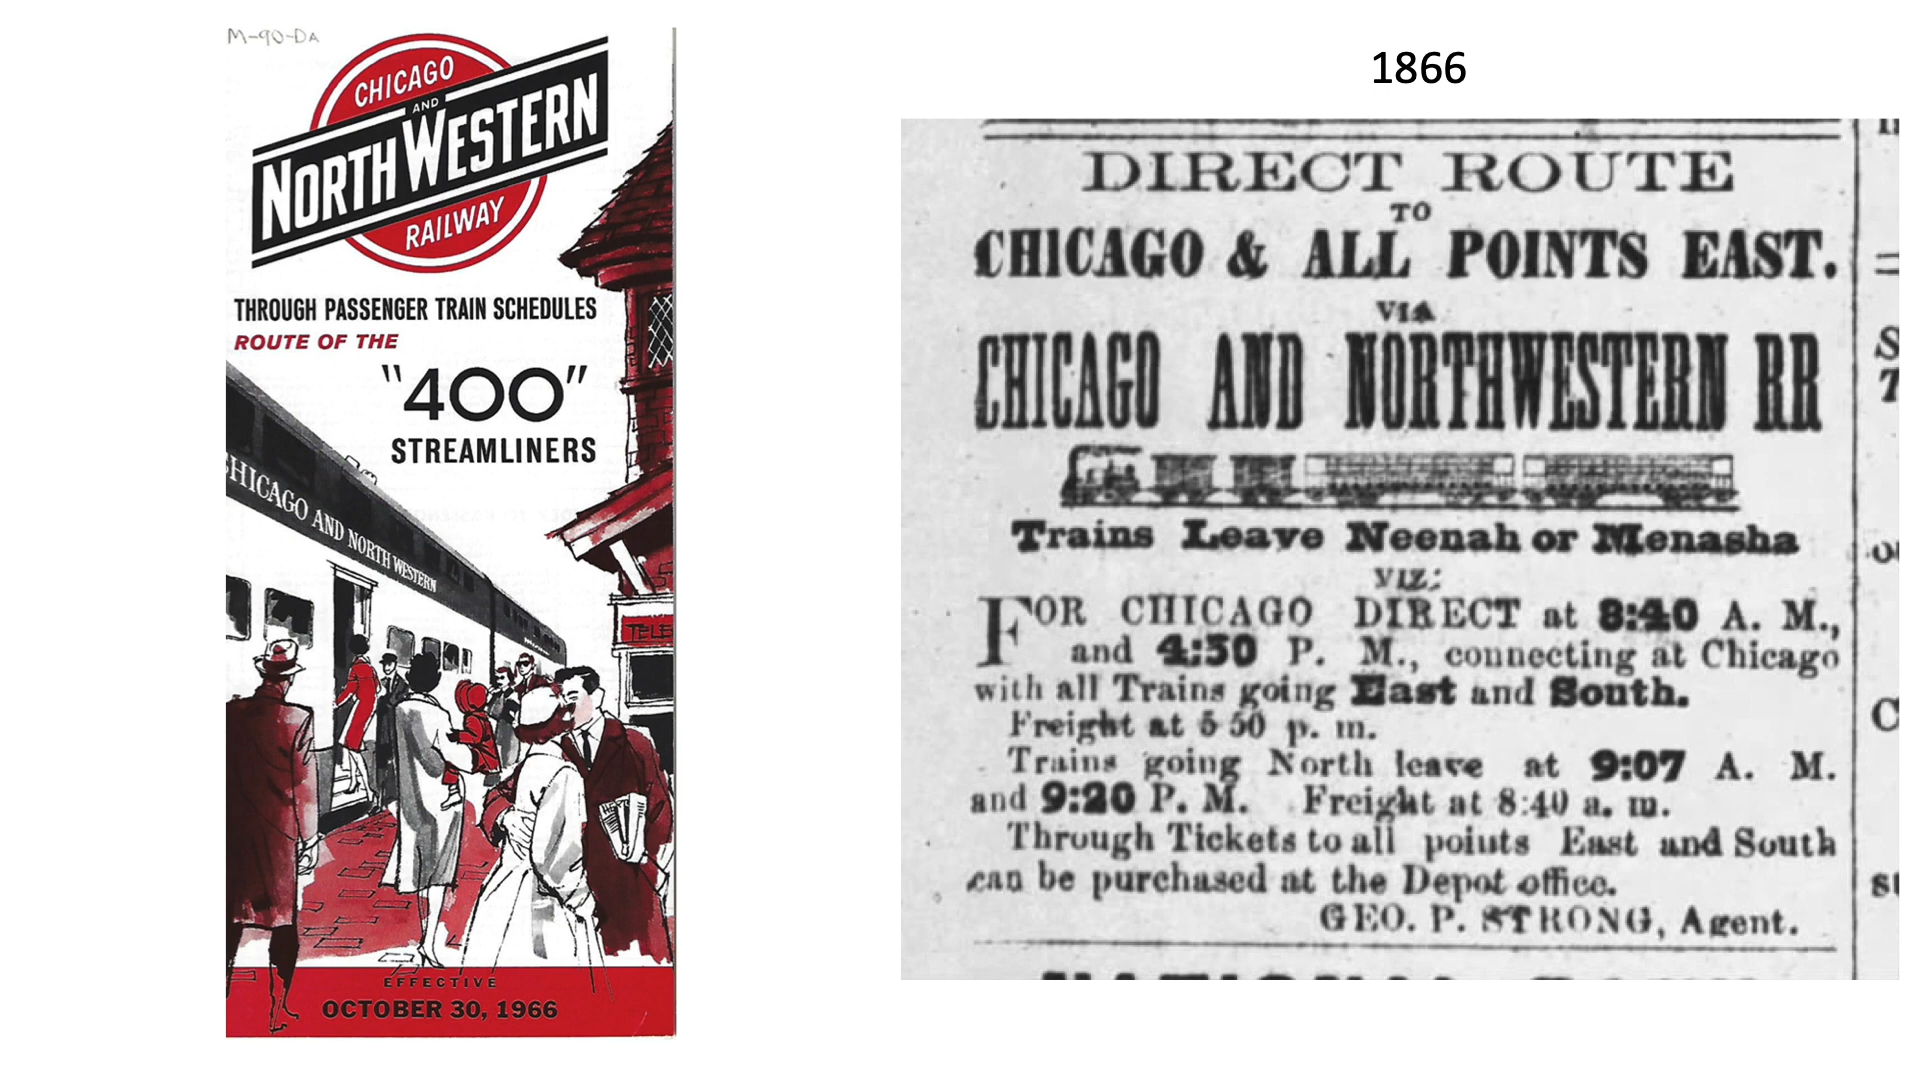 M-90-DA
CHICAGO
AND
NORTH WESTERN
RAILWAY
THROUGH PASSENGER TRAIN SCHEDULES
ROUTE OF THE
"400"
STREAMLINERS
CHICAGO AND NORTH WESTERN
TELE
EFFECTIVE
OCTOBER 30, 1966
1866
DIRECT ROUTE
TO
CHICAGO & ALL POINTS EAST.
VIA
CHICAGO AND NORTHWESTERN RR
Trains Leave Neenah or Menasha
VIZ:
FOR CHICAGO DIRECT at 8:40 A. M.,
and 4:30 P. M., connecting at Chicago
with all Trains going East and South.
Freight at 5 50 p. m.
Trains going North leave at 9:07 A. M.
and 9:20 P. M. Freight at 8:40 a. m.
Through Tickets to all points East and South
can be purchased at the Depot office.
GEO. P. STRONG, Agent.